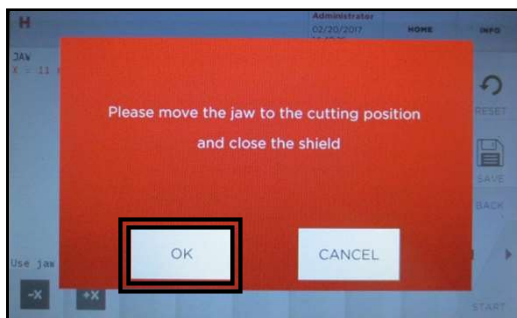 H
Administrator
02/20/2017
HOME
INFO
JAW
X = 11
RESET
Please move the jaw to the cutting position
and close the shield
SAVE
BACK
OK
CANCEL
Use jaw
-X
+X
START